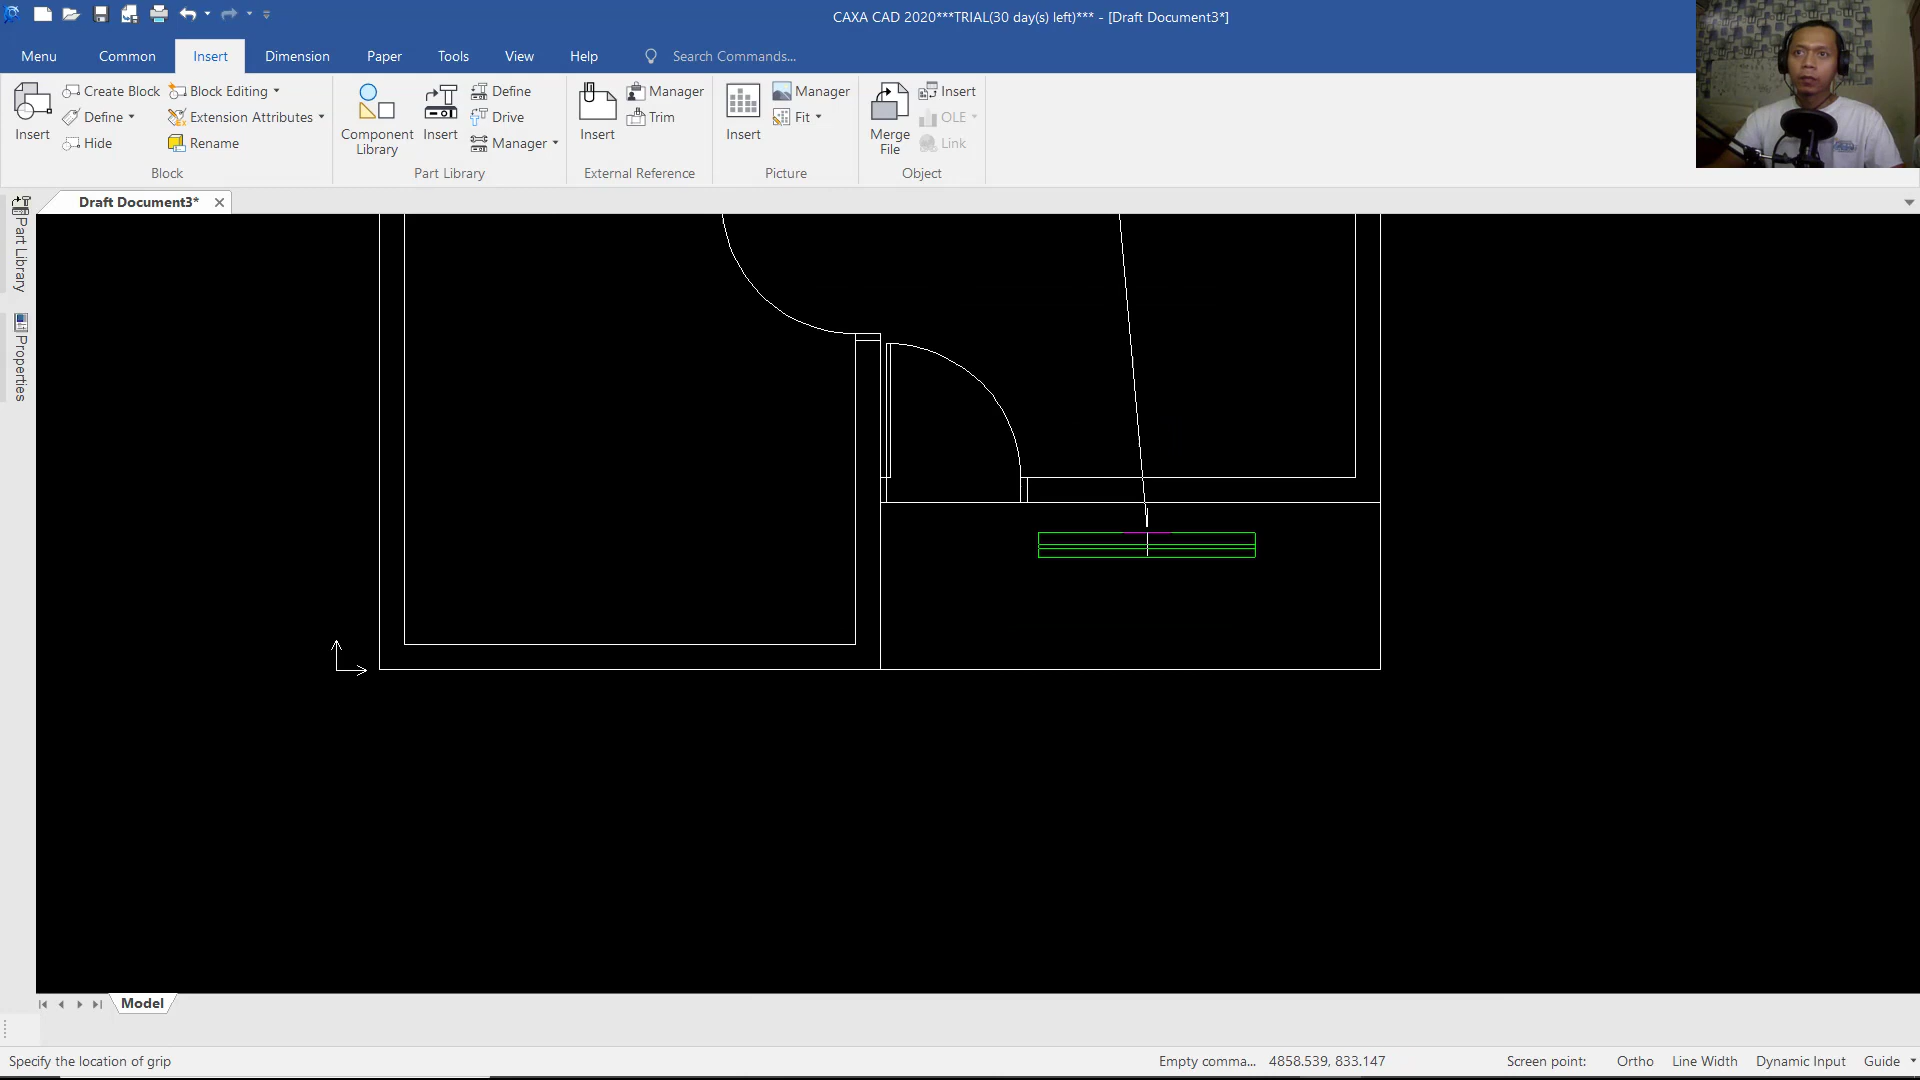 CAXA CAD 2020***TRIAL(30 day(s) left)*** - [Draft Document3*]
Menu Common Insert Dimension Paper Tools View Help Search Commands...
Insert Create Block Block Editing Component Library Insert Define Insert Manager Insert Manager Merge File Insert
Define Extension Attributes Drive Trim Fit OLE
Hide Rename Manager Link
Block Part Library External Reference Picture Object
Draft Document3*
Part Library
Properties
Model
Specify the location of grip Empty comma... 4858.539, 833.147 Screen point: Ortho Line Width Dynamic Input Guide